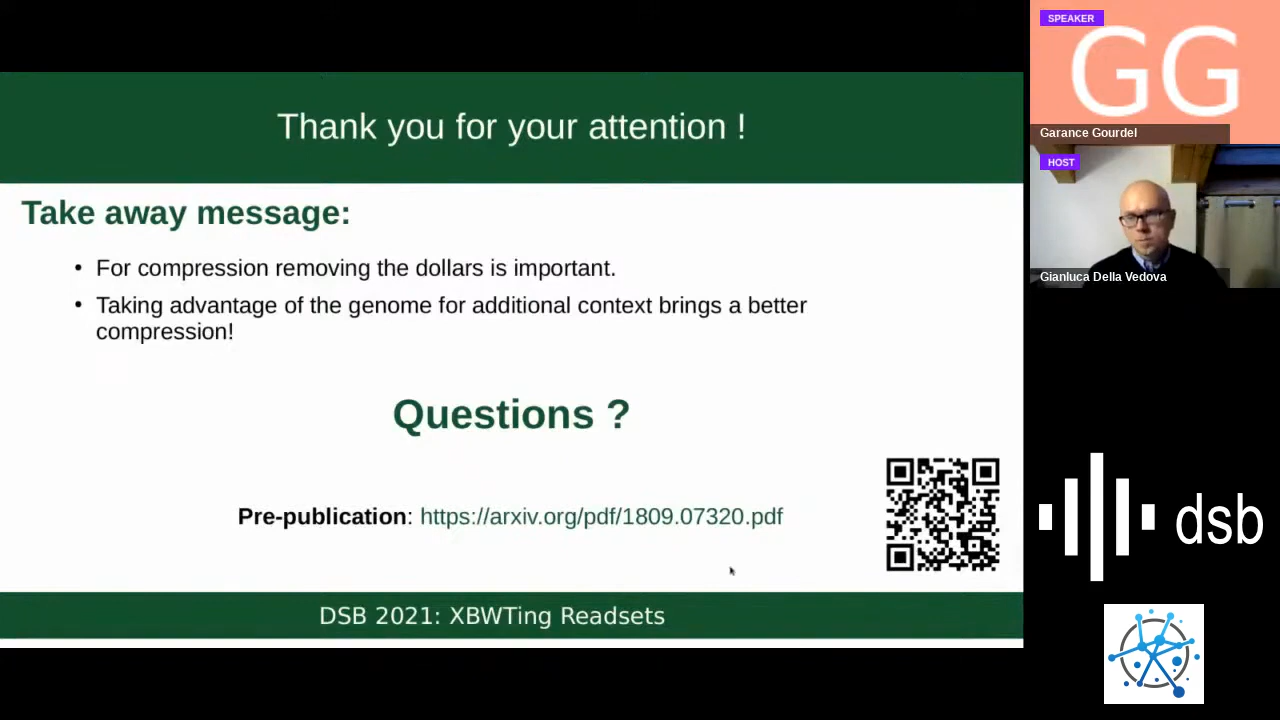 Thank you for your attention !
Take away message:
• For compression removing the dollars is important.
• Taking advantage of the genome for additional context brings a better
compression!
Questions ?
Pre-publication: https://arxiv.org/pdf/1809.07320.pdf
DSB 2021: XBWTing Readsets
SPEAKER
GG
Garance Gourdel
HOST
Gianluca Della Vedova
dsb